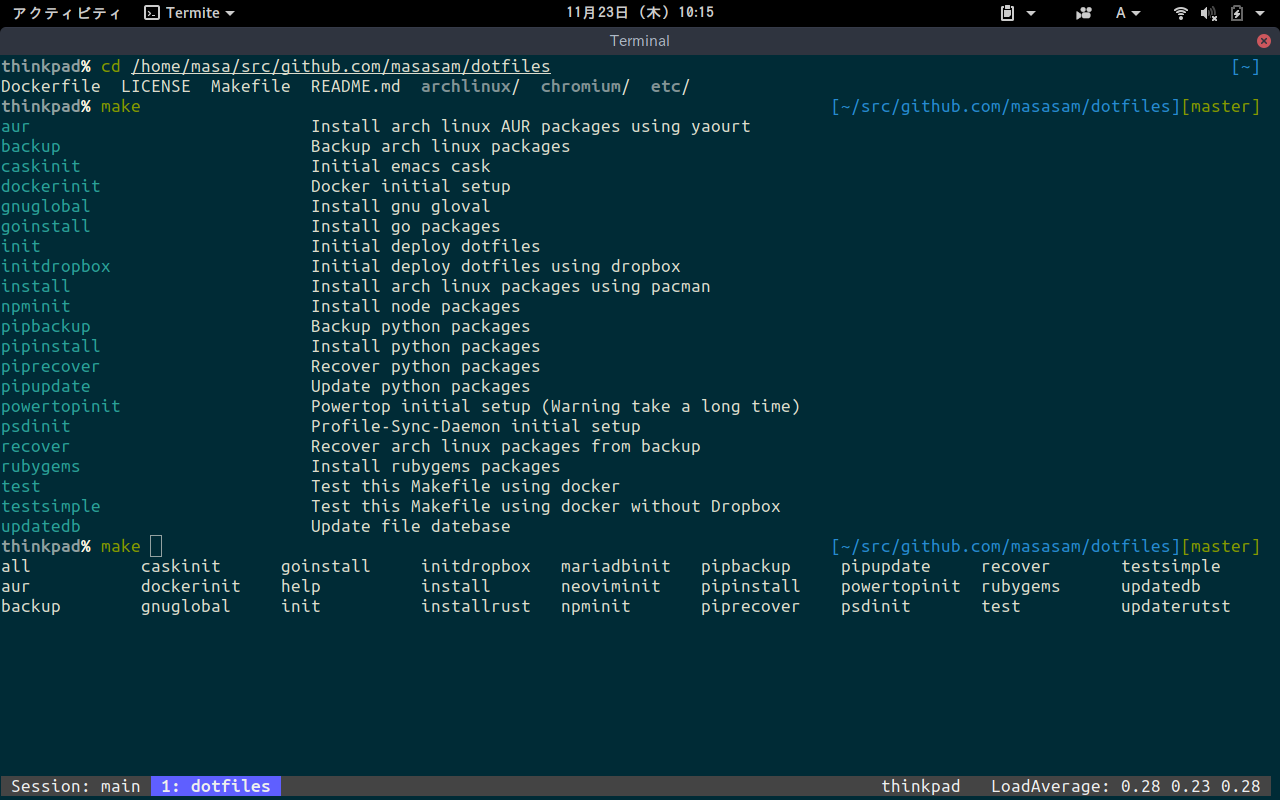 アクティビティ Termite 11月23日 (木) 10:15 A
Terminal
thinkpad% cd /home/masa/src/github.com/masasam/dotfiles [~]
Dockerfile LICENSE Makefile README.md archlinux/ chromium/ etc/
thinkpad% make [~/src/github.com/masasam/dotfiles][master]
aur Install arch linux AUR packages using yaourt
backup Backup arch linux packages
caskinit Initial emacs cask
dockerinit Docker initial setup
gnuglobal Install gnu gloval
goinstall Install go packages
init Initial deploy dotfiles
initdropbox Initial deploy dotfiles using dropbox
install Install arch linux packages using pacman
npminit Install node packages
pipbackup Backup python packages
pipinstall Install python packages
piprecover Recover python packages
pipupdate Update python packages
powertopinit Powertop initial setup (Warning take a long time)
psdinit Profile-Sync-Daemon initial setup
recover Recover arch linux packages from backup
rubygems Install rubygems packages
test Test this Makefile using docker
testsimple Test this Makefile using docker without Dropbox
updatedb Update file datebase
thinkpad% make [~/src/github.com/masasam/dotfiles][master]
all caskinit goinstall initdropbox mariadbinit pipbackup pipupdate recover testsimple
aur dockerinit help install neoviminit pipinstall powertopinit rubygems updatedb
backup gnuglobal init installrust npminit piprecover psdinit test updaterutst
Session: main 1: dotfiles thinkpad LoadAverage: 0.28 0.23 0.28